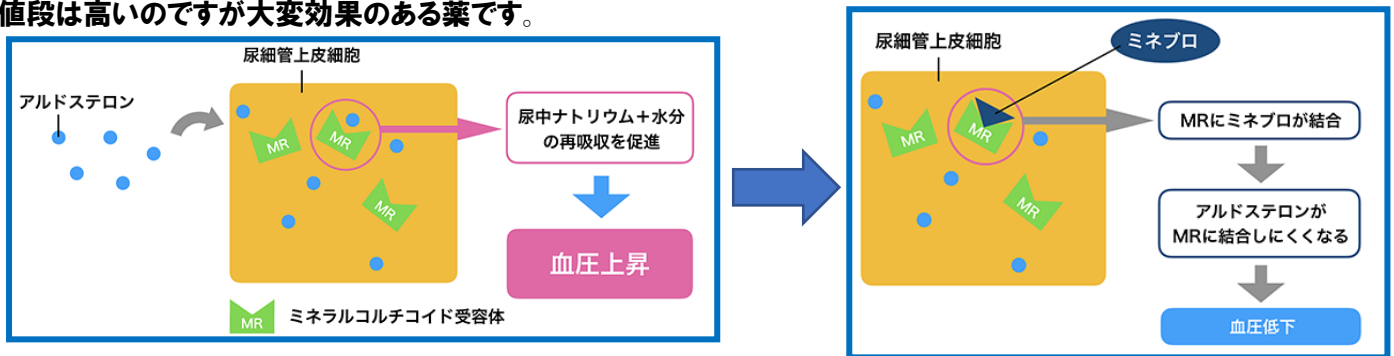 値段は高いのですが大変効果のある薬です。
尿細管上皮細胞
アルドステロン
MR
MR
MR
尿中ナトリウム＋水分
の再吸収を促進
血圧上昇
MR
ミネラルコルチコイド受容体
尿細管上皮細胞
ミネブロ
MR
MR
MR
MRにミネブロが結合
アルドステロンが
MRに結合しにくくなる
血圧低下